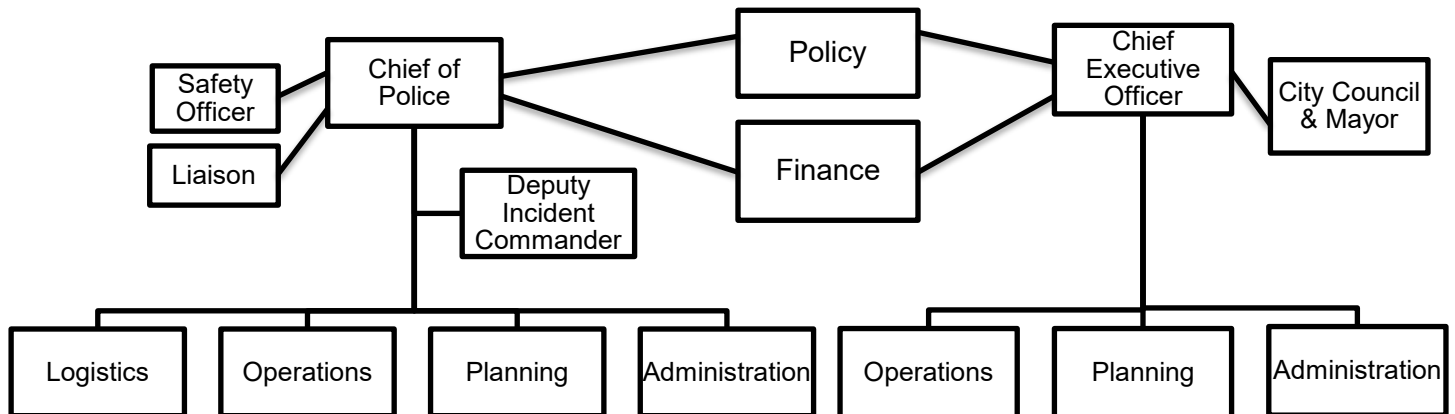 Policy
Chief
Executive
Officer
Chief of
Police
Safety
Officer
City Council
& Mayor
Liaison
Finance
Deputy
Incident
Commander
Logistics
Operations
Planning
Administration
Operations
Planning
Administration